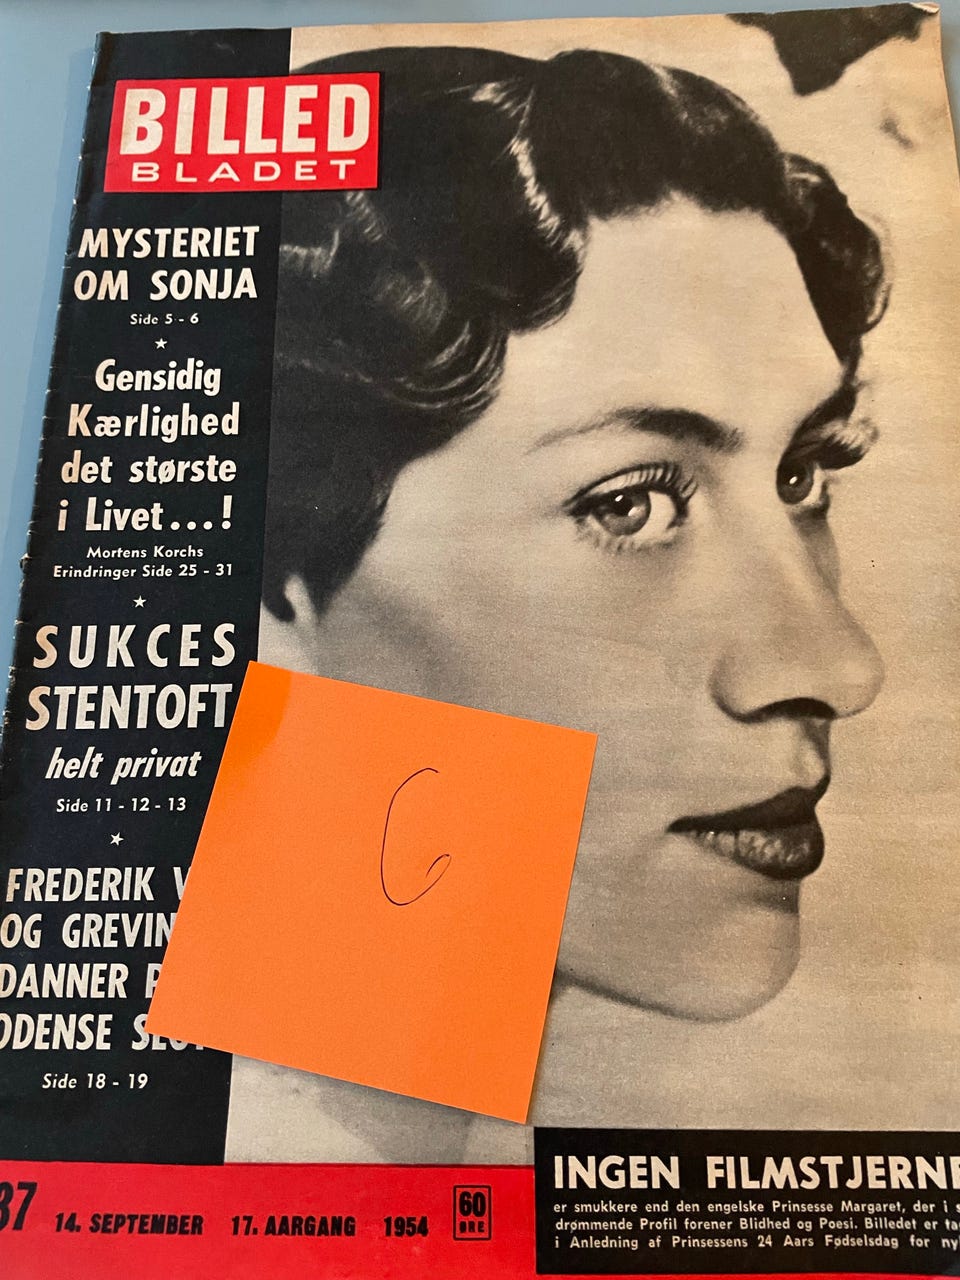 BILLED
BLADET
MYSTERIET
OM SONJA
Side 5 - 6
Gensidig
Kærlighed
det største
i Livet...!
Mortens Korchs
Erindringer Side 25 - 31
SUKCES
STENTOFT
helt privat
Side 11 - 12 - 13
FREDERIK
OG GREVIN
DANNER
ODENSE
Side 18 - 19
6
37 14. SEPTEMBER 17. AARGANG 1954 60 ØRE
INGEN FILMSTJERNE
er smukkere end den engelske Prinsesse Margaret, der i
drømmende Profil forener Blidhed og Poesi. Billedet er
i Anledning af Prinsessens 24 Aars Fødselsdag for